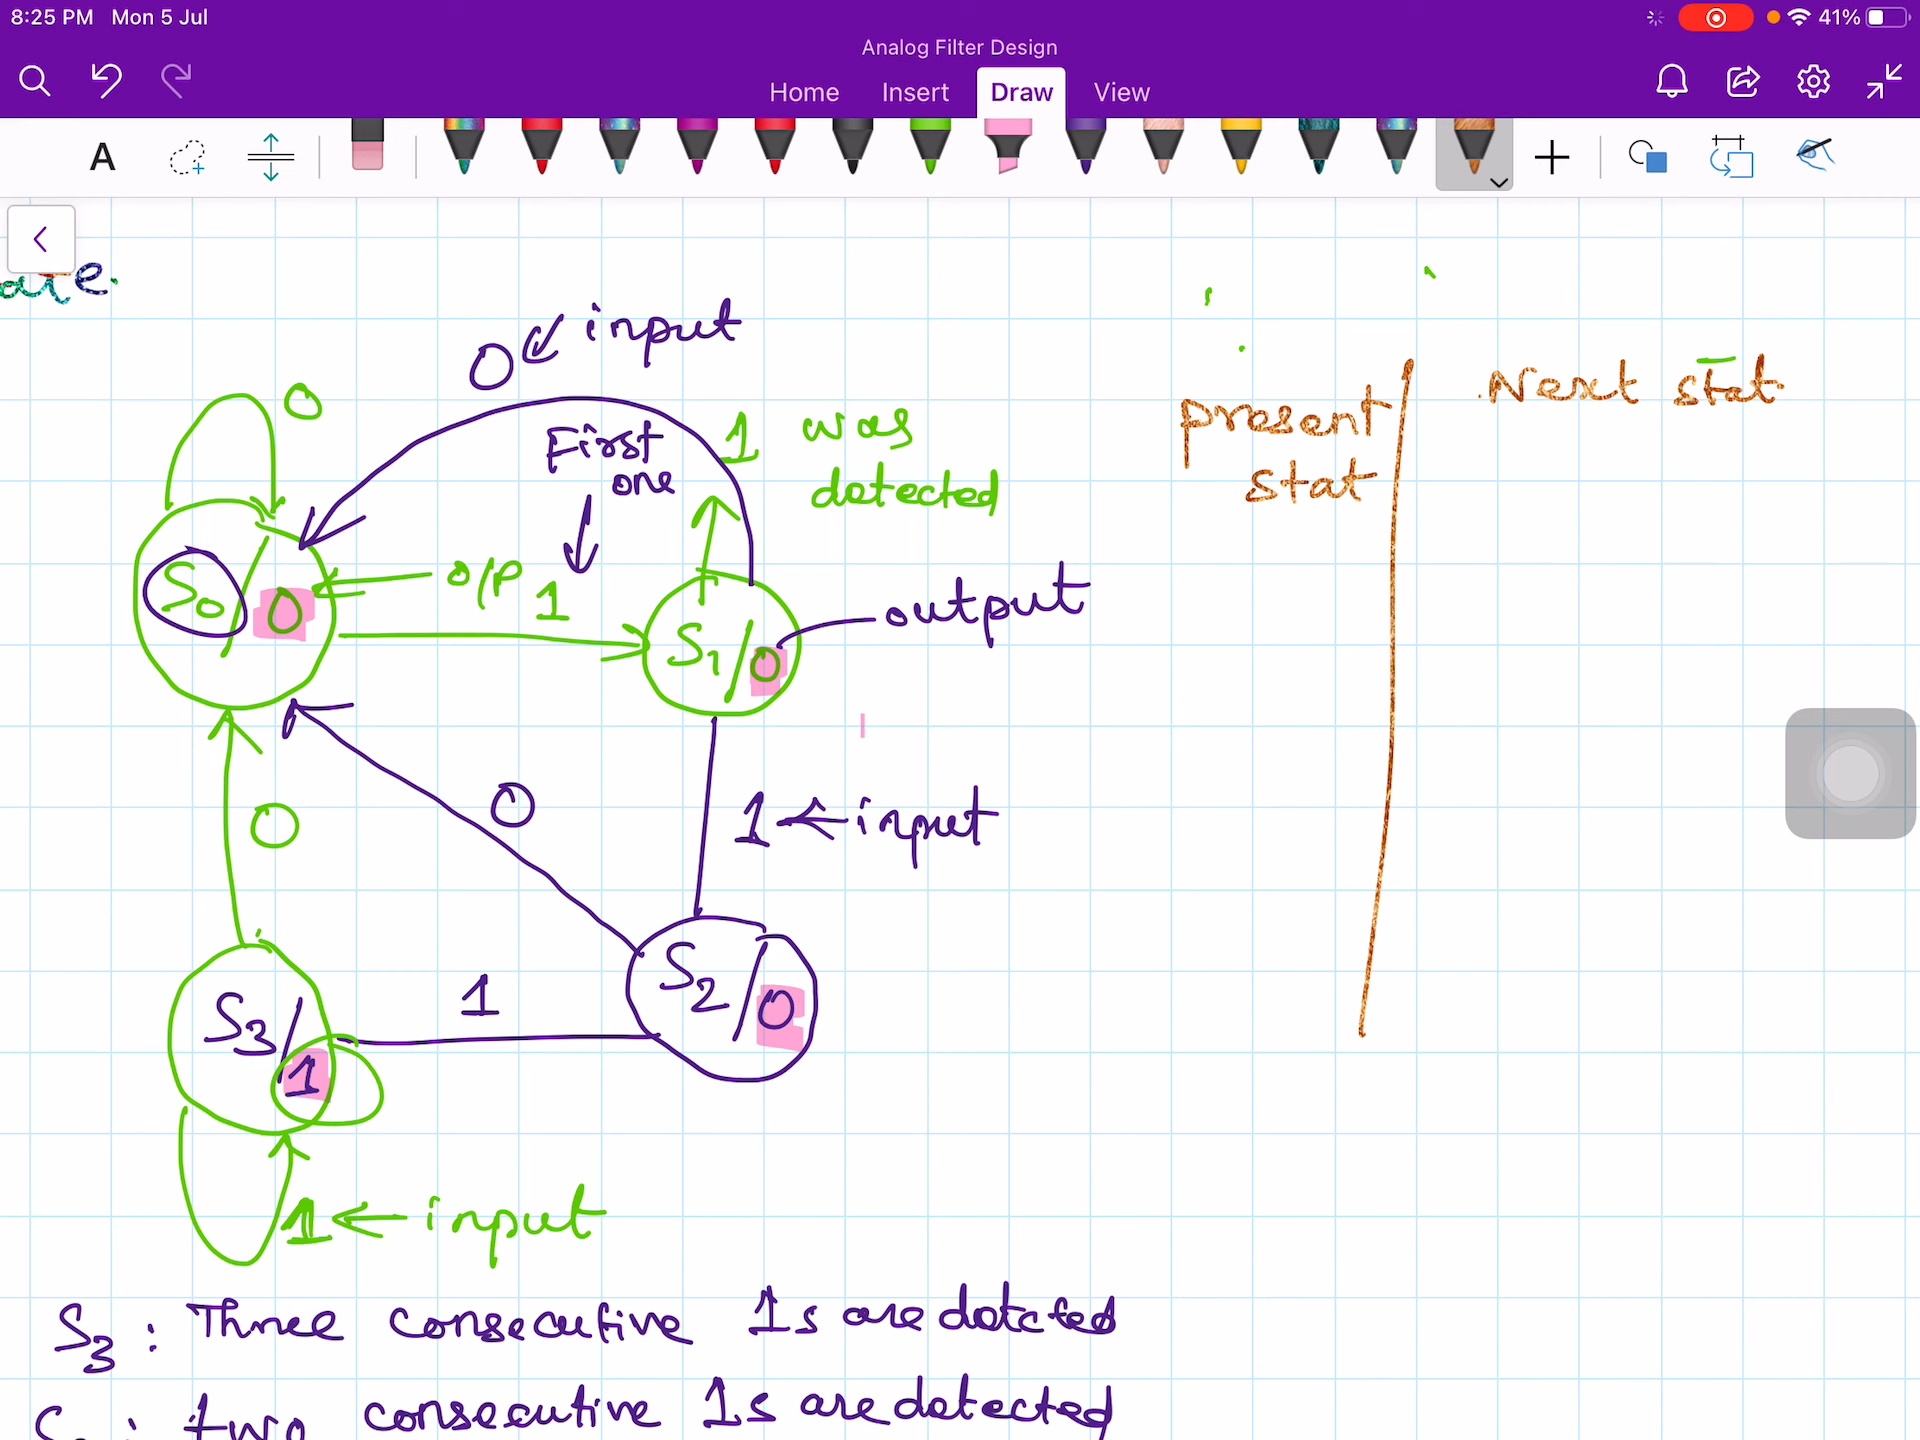 8:25 PM Mon 5 Jul
41%
Analog Filter Design
Home Insert Draw View
A
ate.
0 input
0
First
one
1 was
detected
present
stat
Next stat
S0/0
O/P
1
S1/0
output
0
0
1 ← input
S3/1
1
S2/0
1 ← input
S3 : Three consecutive 1s are detcted
: two consecutive 1s are detected